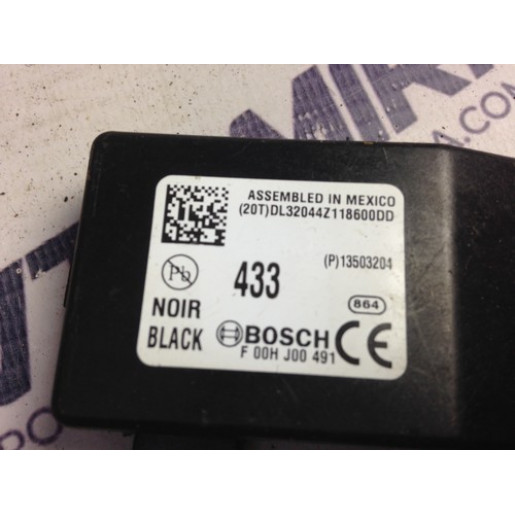 ASSEMBLED IN MEXICO
(20T)DL32044Z118600DD
(P)13503204
Pb
433
864
NOIR
BLACK
BOSCH
F 00H J00 491
CE